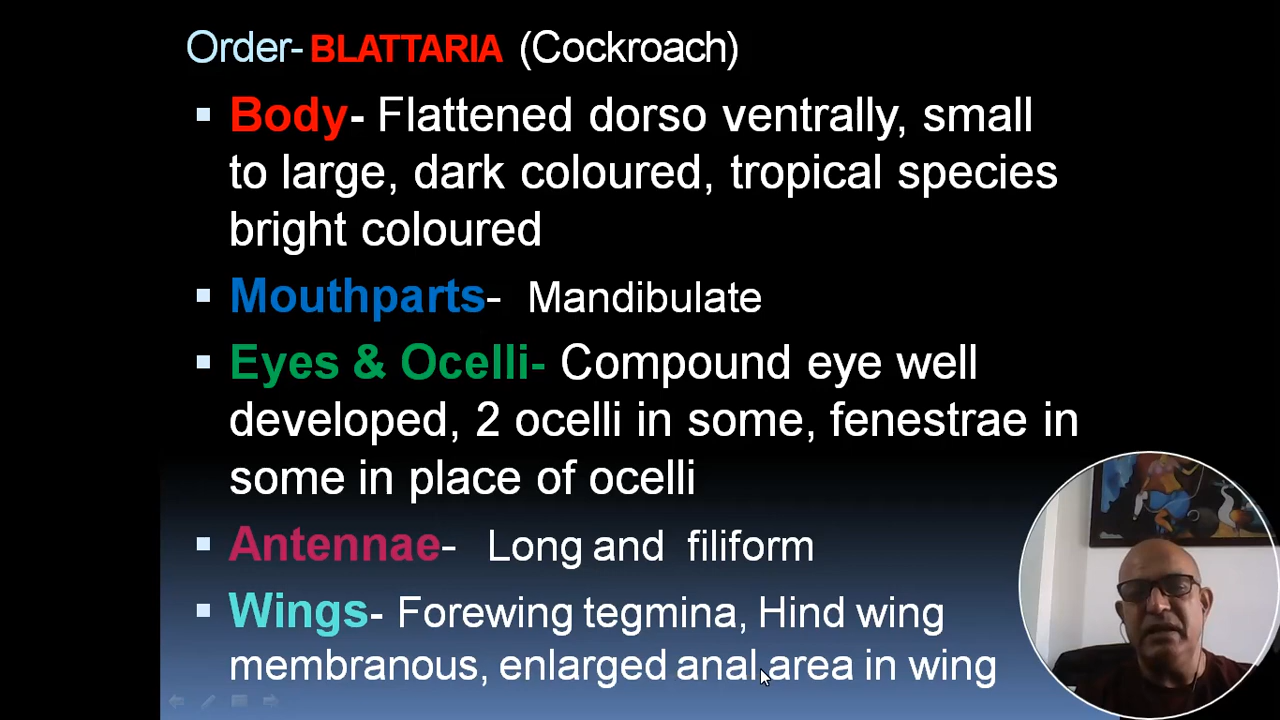 Order- BLATTARIA (Cockroach)
▪ Body- Flattened dorso ventrally, small
to large, dark coloured, tropical species
bright coloured
▪ Mouthparts- Mandibulate
▪ Eyes & Ocelli- Compound eye well
developed, 2 ocelli in some, fenestrae in
some in place of ocelli
▪ Antennae- Long and filiform
▪ Wings- Forewing tegmina, Hind wing
membranous, enlarged anal area in wing